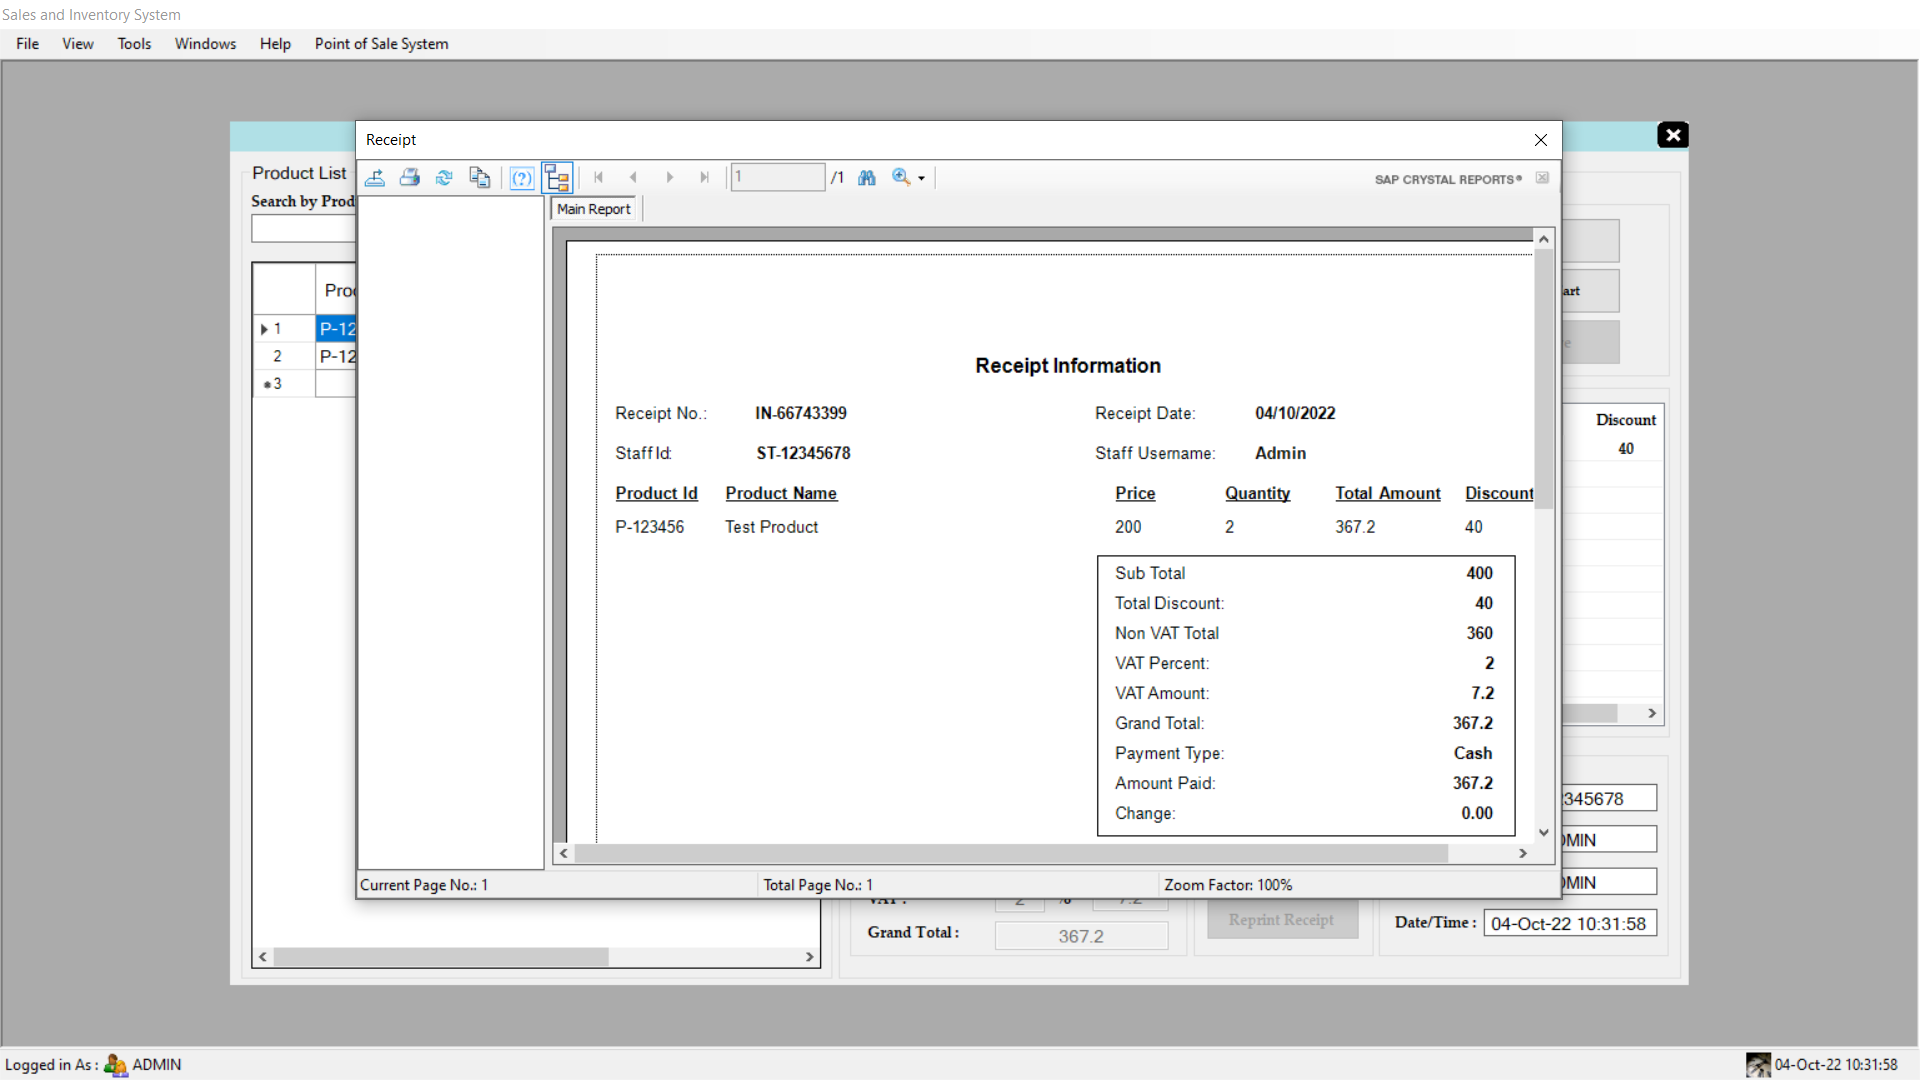 Sales and Inventory System
File View Tools Windows Help Point of Sale System
Receipt
Product List
Search by Prod
1 /1
SAP CRYSTAL REPORTS®
Main Report
Proc
1 P-12
2 P-12
3
Receipt Information
Receipt No.: IN-66743399 Receipt Date: 04/10/2022
Staff Id: ST-12345678 Staff Username: Admin
Product Id Product Name Price Quantity Total Amount Discount
P-123456 Test Product 200 2 367.2 40
Sub Total 400
Total Discount: 40
Non VAT Total 360
VAT Percent: 2
VAT Amount: 7.2
Grand Total: 367.2
Payment Type: Cash
Amount Paid: 367.2
Change: 0.00
art
Discount
40
345678
MIN
MIN
Current Page No.: 1 Total Page No.: 1 Zoom Factor: 100%
VAT : 2 % 7.2
Grand Total : 367.2
Reprint Receipt
Date/Time : 04-Oct-22 10:31:58
Logged in As : ADMIN
04-Oct-22 10:31:58